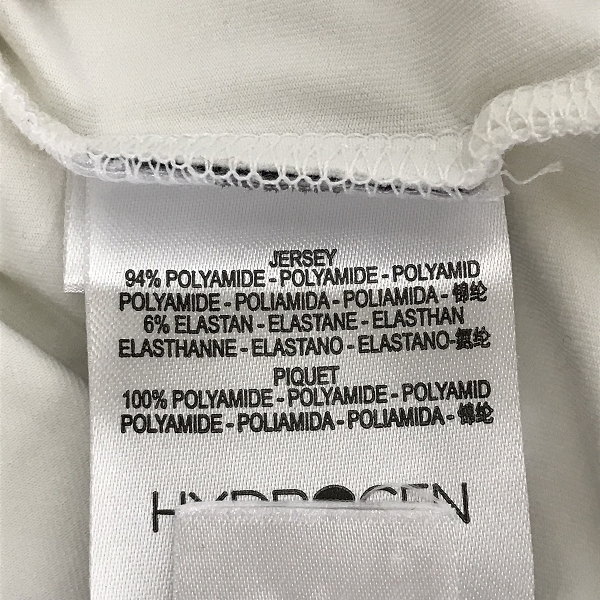 JERSEY
94% POLYAMIDE - POLYAMIDE - POLYAMID
POLYAMIDE - POLIAMIDA - POLIAMIDA - 锦纶
6% ELASTAN - ELASTANE - ELASTHAN
ELASTHANNE - ELASTANO - ELASTANO-氨纶
PIQUET
100% POLYAMIDE - POLYAMIDE - POLYAMID
POLYAMIDE - POLIAMIDA - POLIAMIDA - 锦纶
HYDROGEN